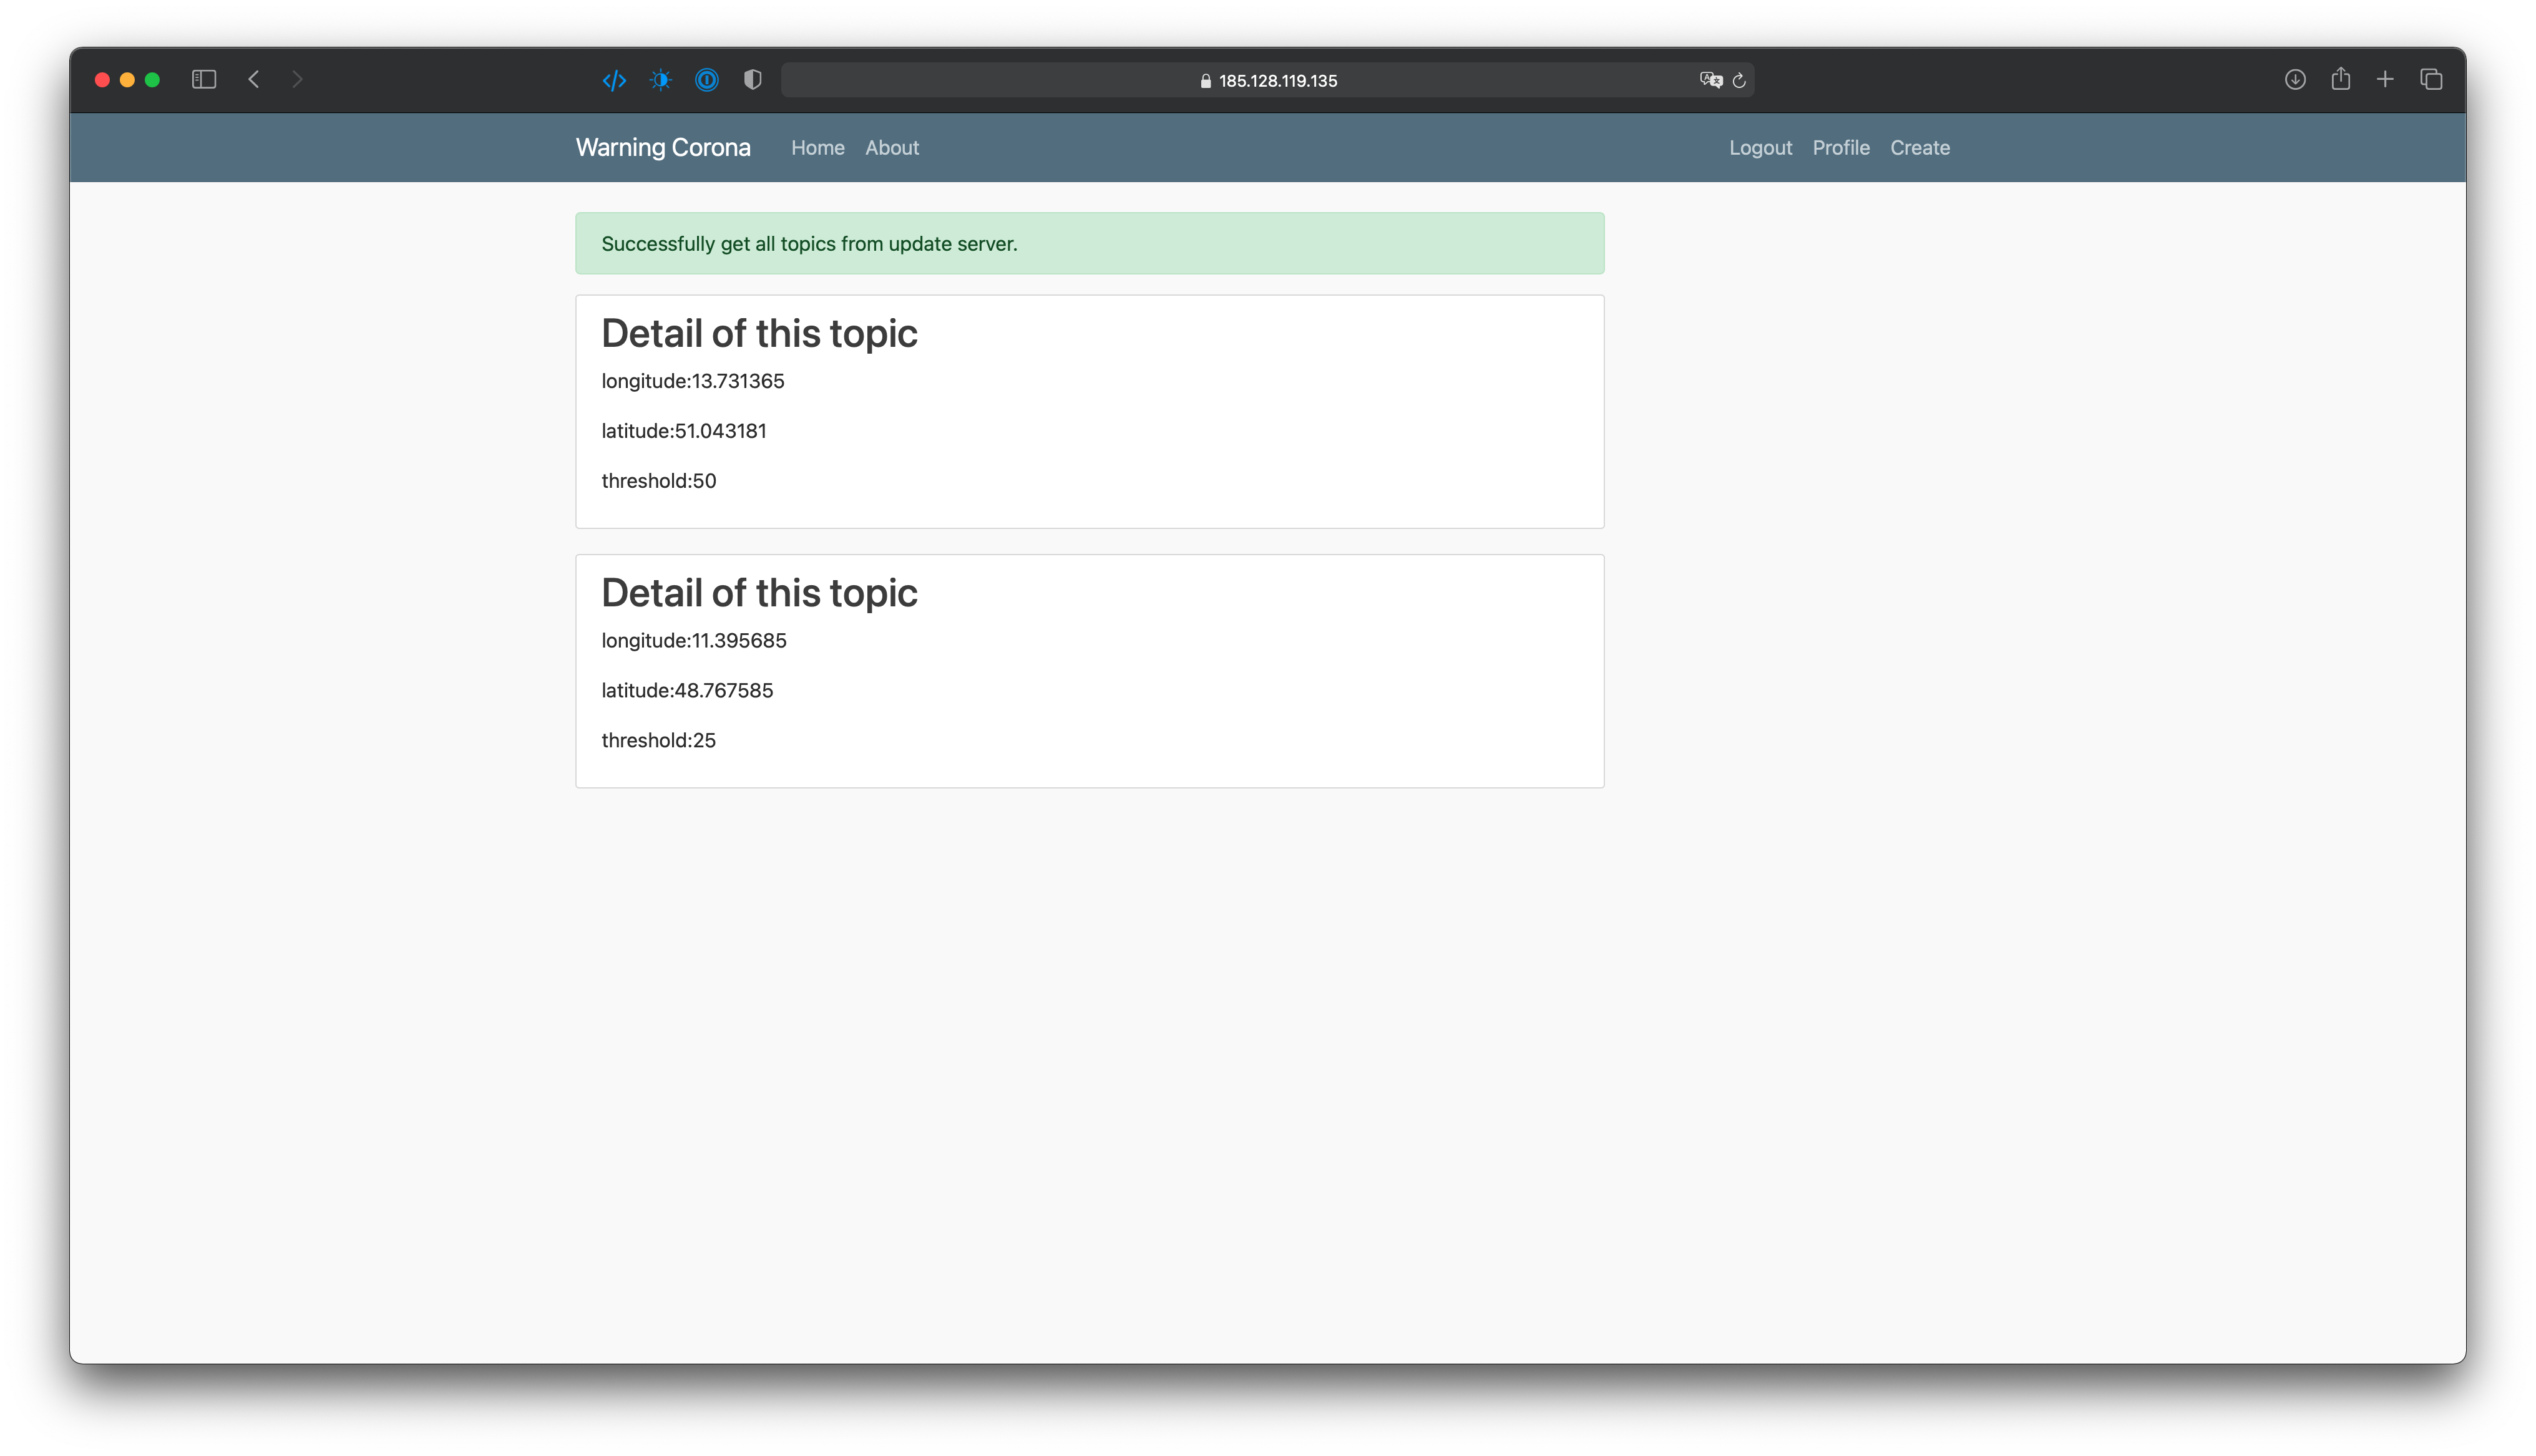 185.128.119.135
Warning Corona Home About Logout Profile Create
Successfully get all topics from update server.
Detail of this topic
longitude:13.731365
latitude:51.043181
threshold:50
Detail of this topic
longitude:11.395685
latitude:48.767585
threshold:25